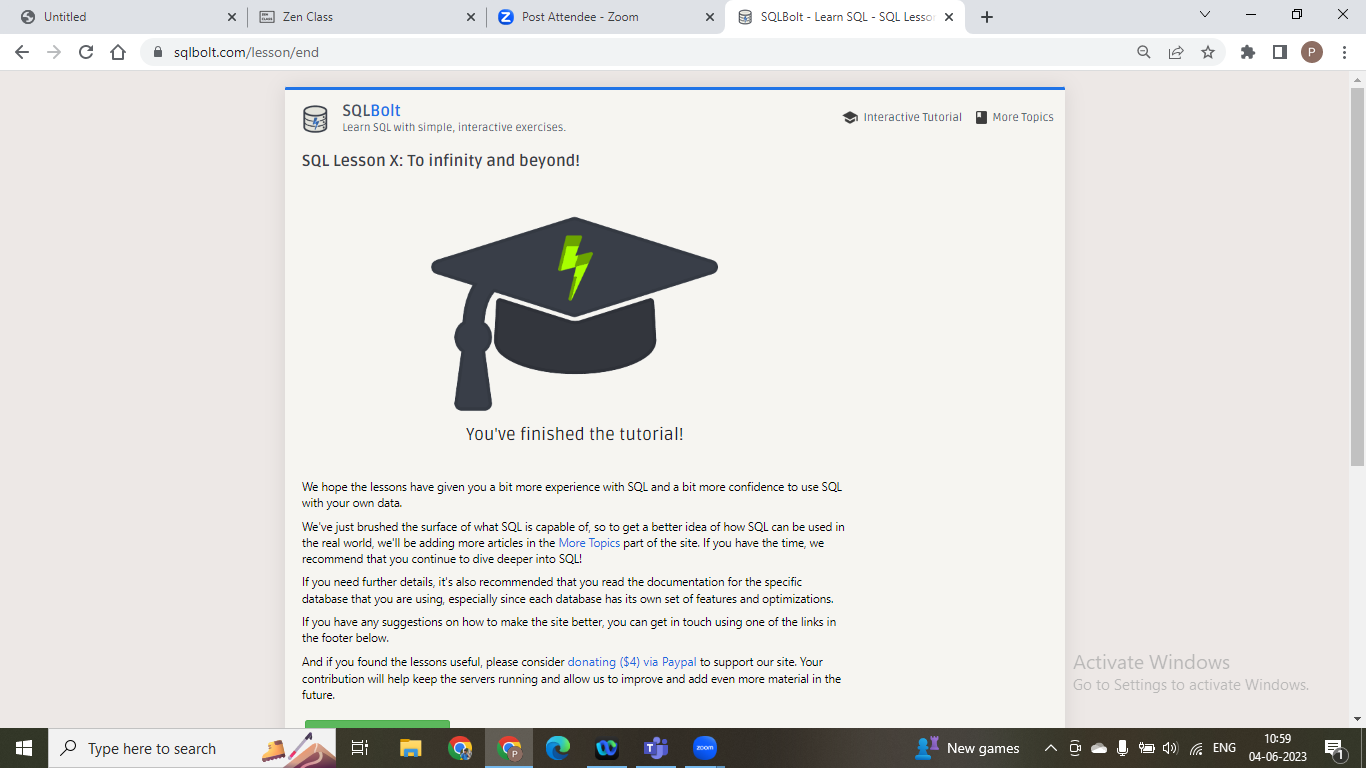 Untitled
Zen Class
Post Attendee - Zoom
SQLBolt - Learn SQL - SQL Lesso
sqlbolt.com/lesson/end
P
SQLBolt
Learn SQL with simple, interactive exercises.
Interactive Tutorial
More Topics
SQL Lesson X: To infinity and beyond!
You've finished the tutorial!
We hope the lessons have given you a bit more experience with SQL and a bit more confidence to use SQL
with your own data.
We've just brushed the surface of what SQL is capable of, so to get a better idea of how SQL can be used in
the real world, we'll be adding more articles in the More Topics part of the site. If you have the time, we
recommend that you continue to dive deeper into SQL!
If you need further details, it's also recommended that you read the documentation for the specific
database that you are using, especially since each database has its own set of features and optimizations.
If you have any suggestions on how to make the site better, you can get in touch using one of the links in
the footer below.
And if you found the lessons useful, please consider donating ($4) via Paypal to support our site. Your
contribution will help keep the servers running and allow us to improve and add even more material in the
future.
Activate Windows
Go to Settings to activate Windows.
Type here to search
zoom
New games
ENG
10:59
04-06-2023
1